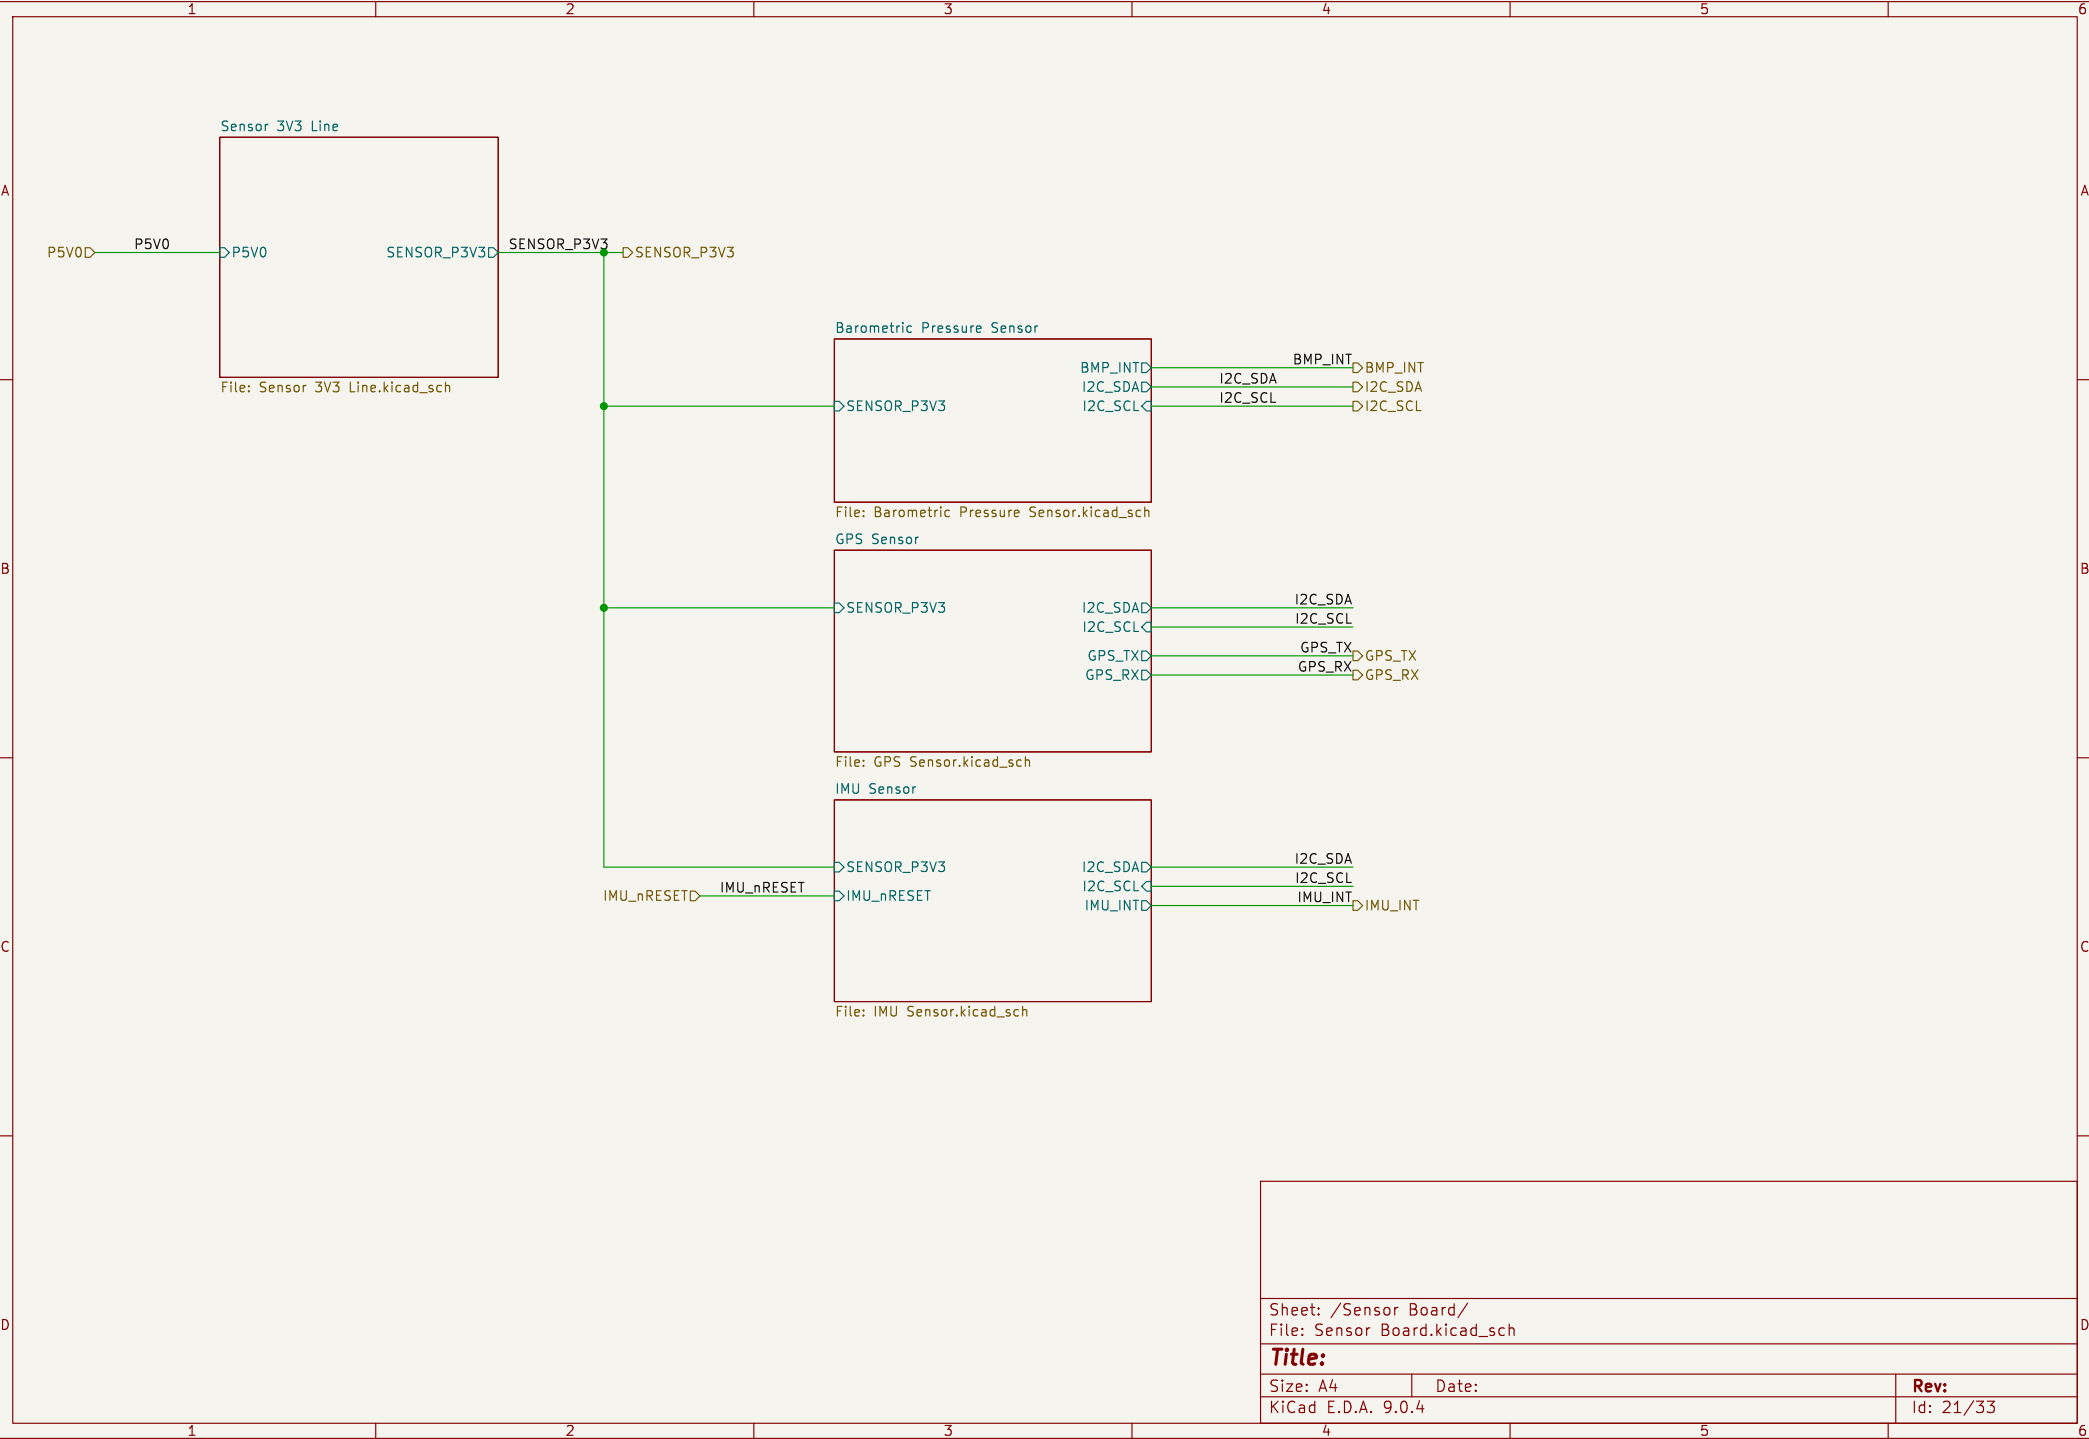 1 2 3 4 5 6
Sensor 3V3 Line
A A
P5V0 P5V0 P5V0 SENSOR_P3V3 SENSOR_P3V3 SENSOR_P3V3
File: Sensor 3V3 Line.kicad_sch
Barometric Pressure Sensor
BMP_INT BMP_INT BMP_INT
I2C_SDA I2C_SDA I2C_SDA
SENSOR_P3V3 I2C_SCL I2C_SCL I2C_SCL
File: Barometric Pressure Sensor.kicad_sch
GPS Sensor
B B
SENSOR_P3V3 I2C_SDA I2C_SDA
I2C_SCL I2C_SCL
GPS_TX GPS_TX GPS_TX
GPS_RX GPS_RX GPS_RX
File: GPS Sensor.kicad_sch
IMU Sensor
SENSOR_P3V3 I2C_SDA I2C_SDA
I2C_SCL I2C_SCL
IMU_nRESET IMU_nRESET IMU_nRESET
IMU_INT IMU_INT IMU_INT
C C
File: IMU Sensor.kicad_sch
Sheet: /Sensor Board/
D D
File: Sensor Board.kicad_sch
Title:
Size: A4 Date: Rev:
KiCad E.D.A. 9.0.4 Id: 21/33
1 2 3 4 5 6